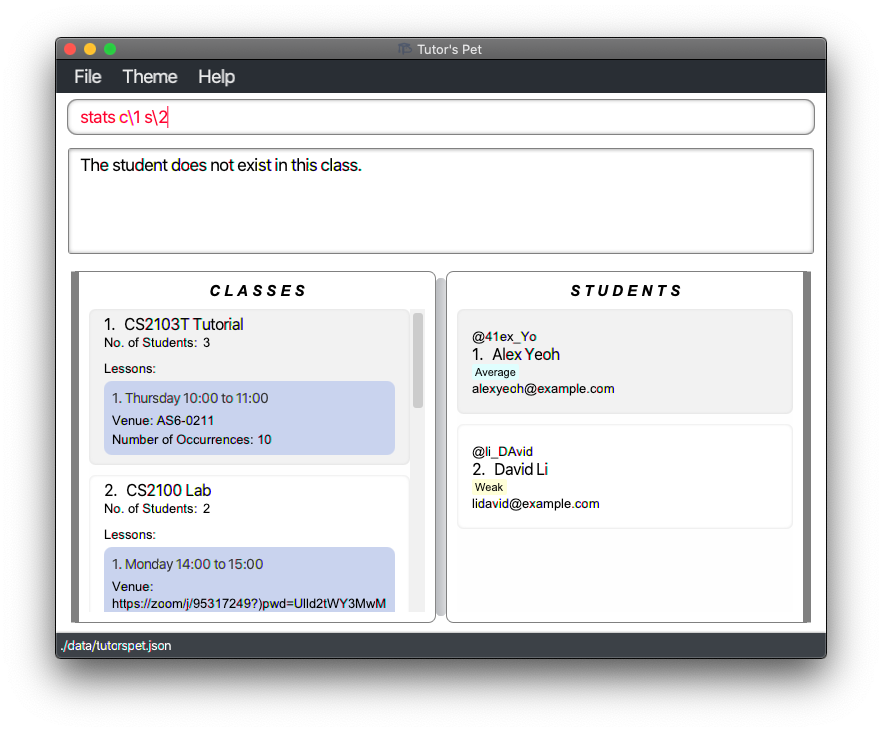 Tutor's Pet
File Theme Help
stats c\1 s\2
The student does not exist in this class.
CLASSES
1. CS2103T Tutorial
No. of Students: 3
Lessons:
1. Thursday 10:00 to 11:00
Venue: AS6-0211
Number of Occurrences: 10
2. CS2100 Lab
No. of Students: 2
Lessons:
1. Monday 14:00 to 15:00
Venue:
https://zoom/j/95317249?)pwd=Ulld2tWY3MwM
STUDENTS
@41ex_Yo
1. Alex Yeoh
Average
alexyeoh@example.com
@li_DAvid
2. David Li
Weak
lidavid@example.com
./data/tutorspet.json